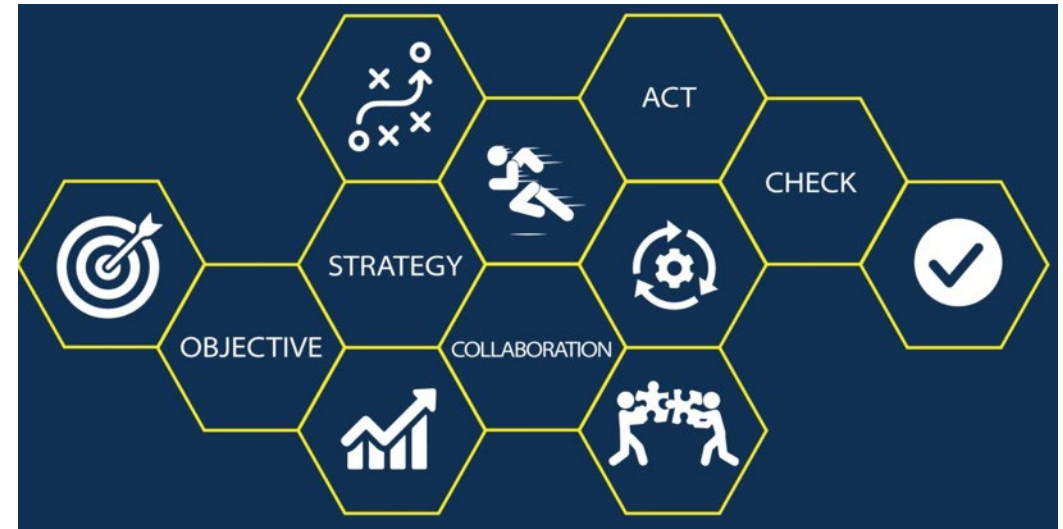 ACT
CHECK
STRATEGY
OBJECTIVE
COLLABORATION